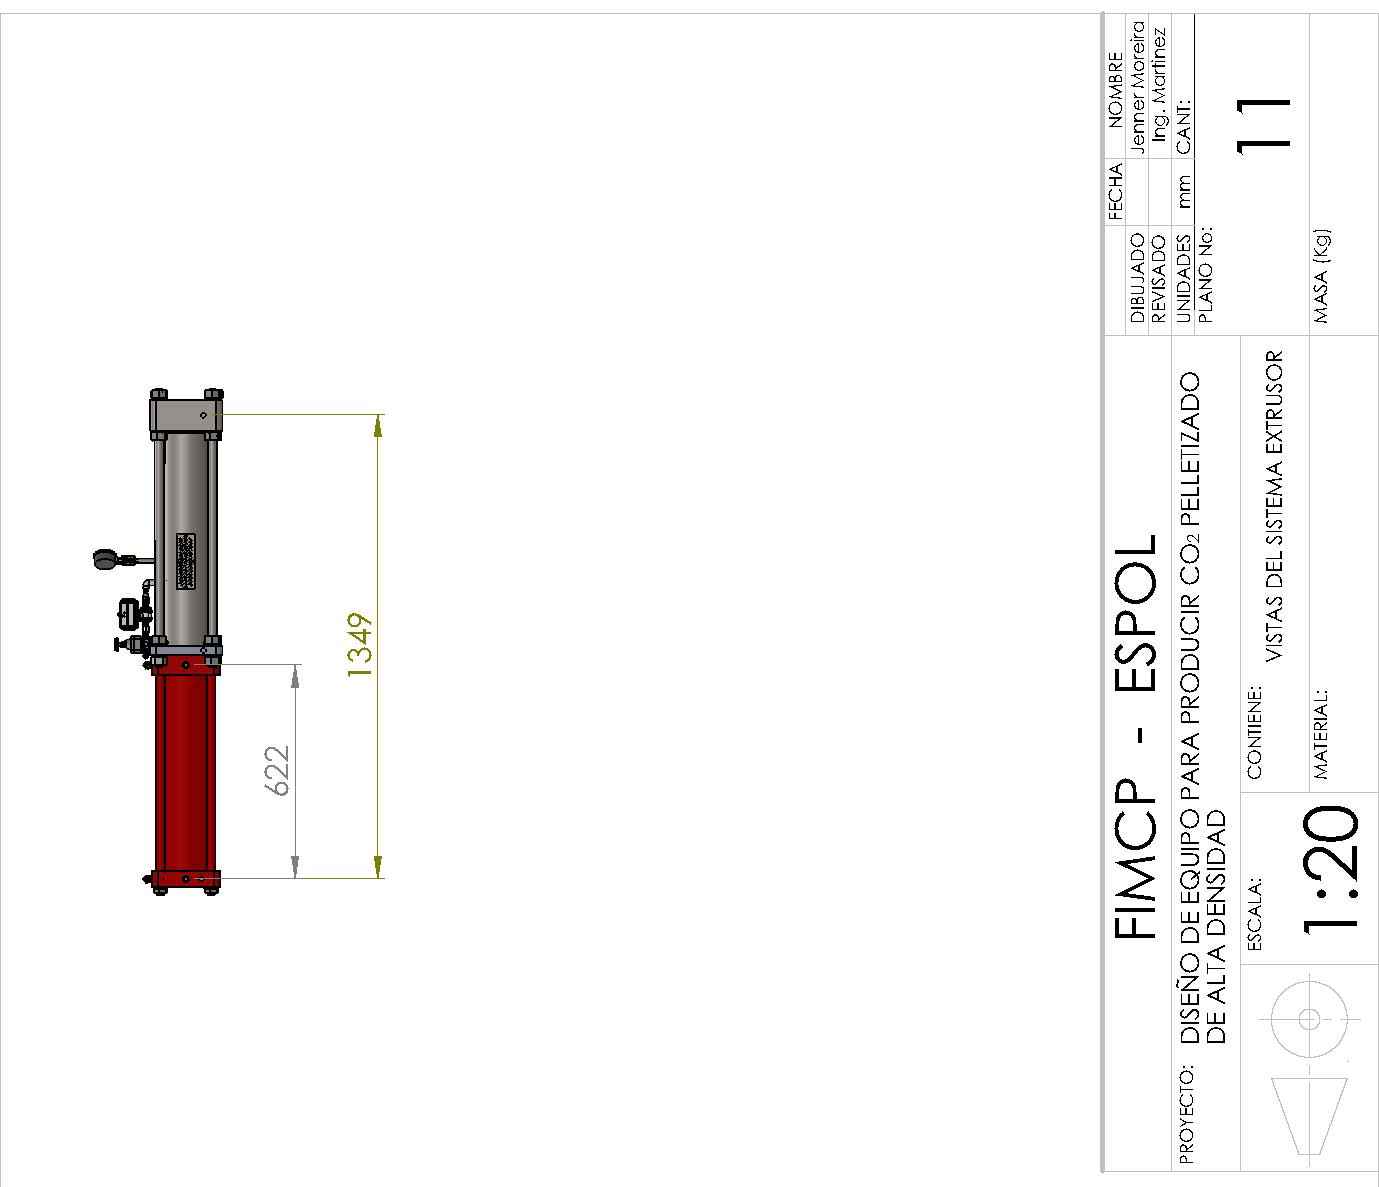 1349
622
FIMCP - ESPOL
FECHA NOMBRE
DIBUJADO Jenner Moreira
REVISADO Ing. Martinez
UNIDADES mm CANT:
PLANO No:
11
PROYECTO: DISEÑO DE EQUIPO PARA PRODUCIR CO2 PELLETIZADO
DE ALTA DENSIDAD
ESCALA:
1:20
CONTIENE:
VISTAS DEL SISTEMA EXTRUSOR
MATERIAL:
MASA (Kg)